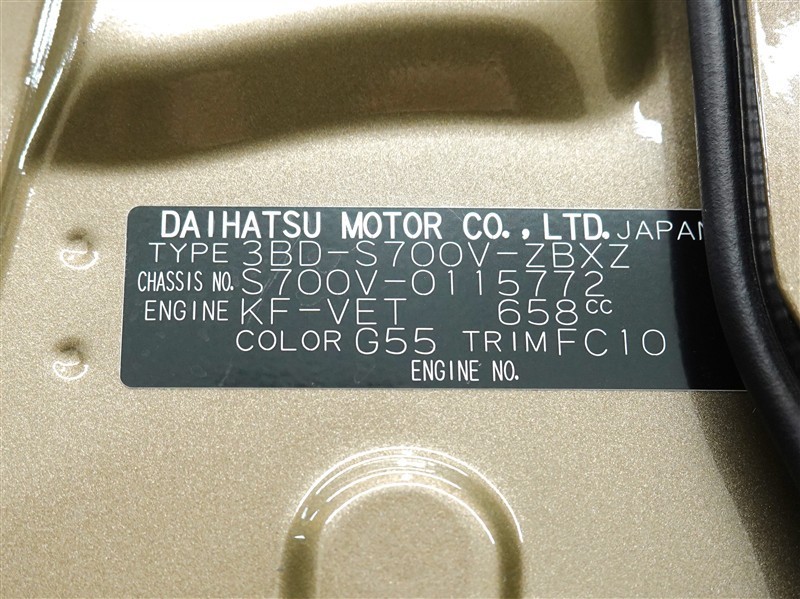 DAIHATSU MOTOR CO., LTD. JAPAN
TYPE 3BD-S700V-ZBXZ
CHASSIS NO. S700V-0115772
ENGINE KF-VET 658cc
COLOR G55 TRIM FC10
ENGINE NO.